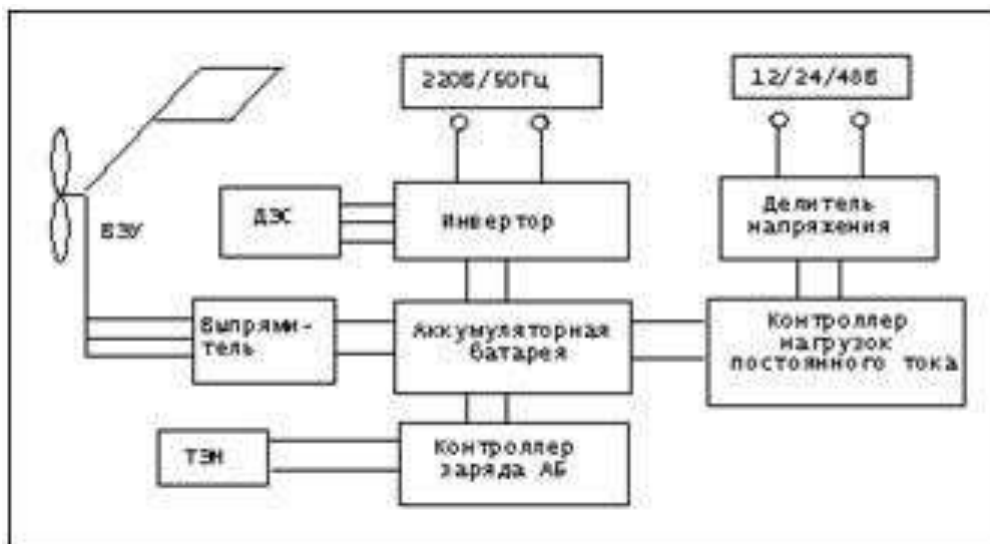 220В/50Гц
12/24/48В
ДЭС
Инвертор
Делитель
напряжения
ВЭУ
Выпрями-
тель
Аккумуляторная
батарея
Контроллер
нагрузок
постоянного тока
ТЭН
Контроллер
заряда АБ